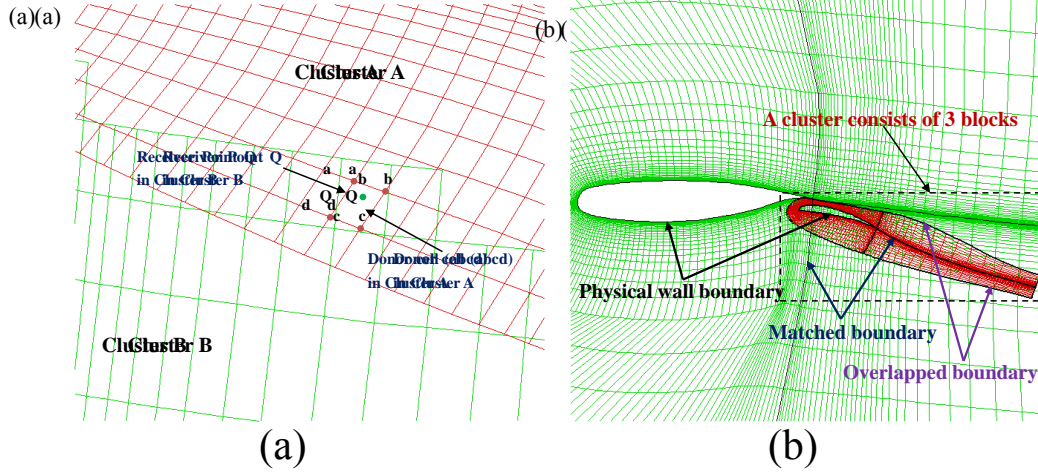 (a)(a)
Cluster A
Receiver Point Q
in Cluster B
a a
b b
Q Q
d d
c c
Donor cell (abcd)
in Cluster A
Cluster B
(a)
(b)(
A cluster consists of 3 blocks
Physical wall boundary
Matched boundary
Overlapped boundary
(b)